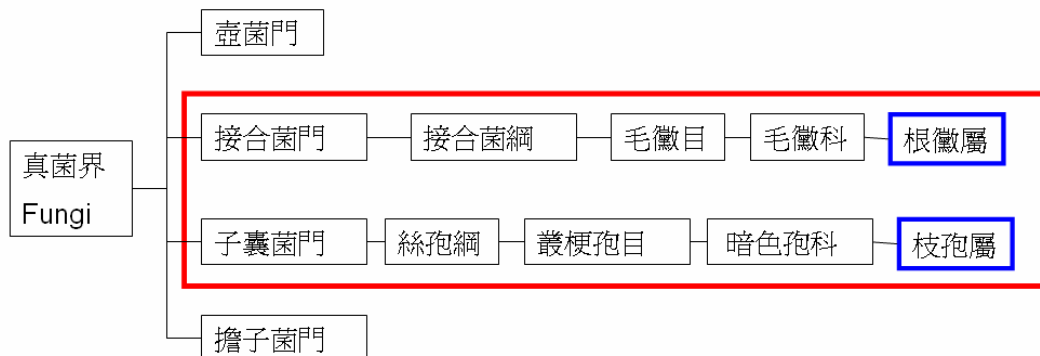 壺菌門
接合菌門
接合菌綱
毛黴目
毛黴科
根黴屬
真菌界
Fungi
子囊菌門
絲孢綱
叢梗孢目
暗色孢科
枝孢屬
擔子菌門